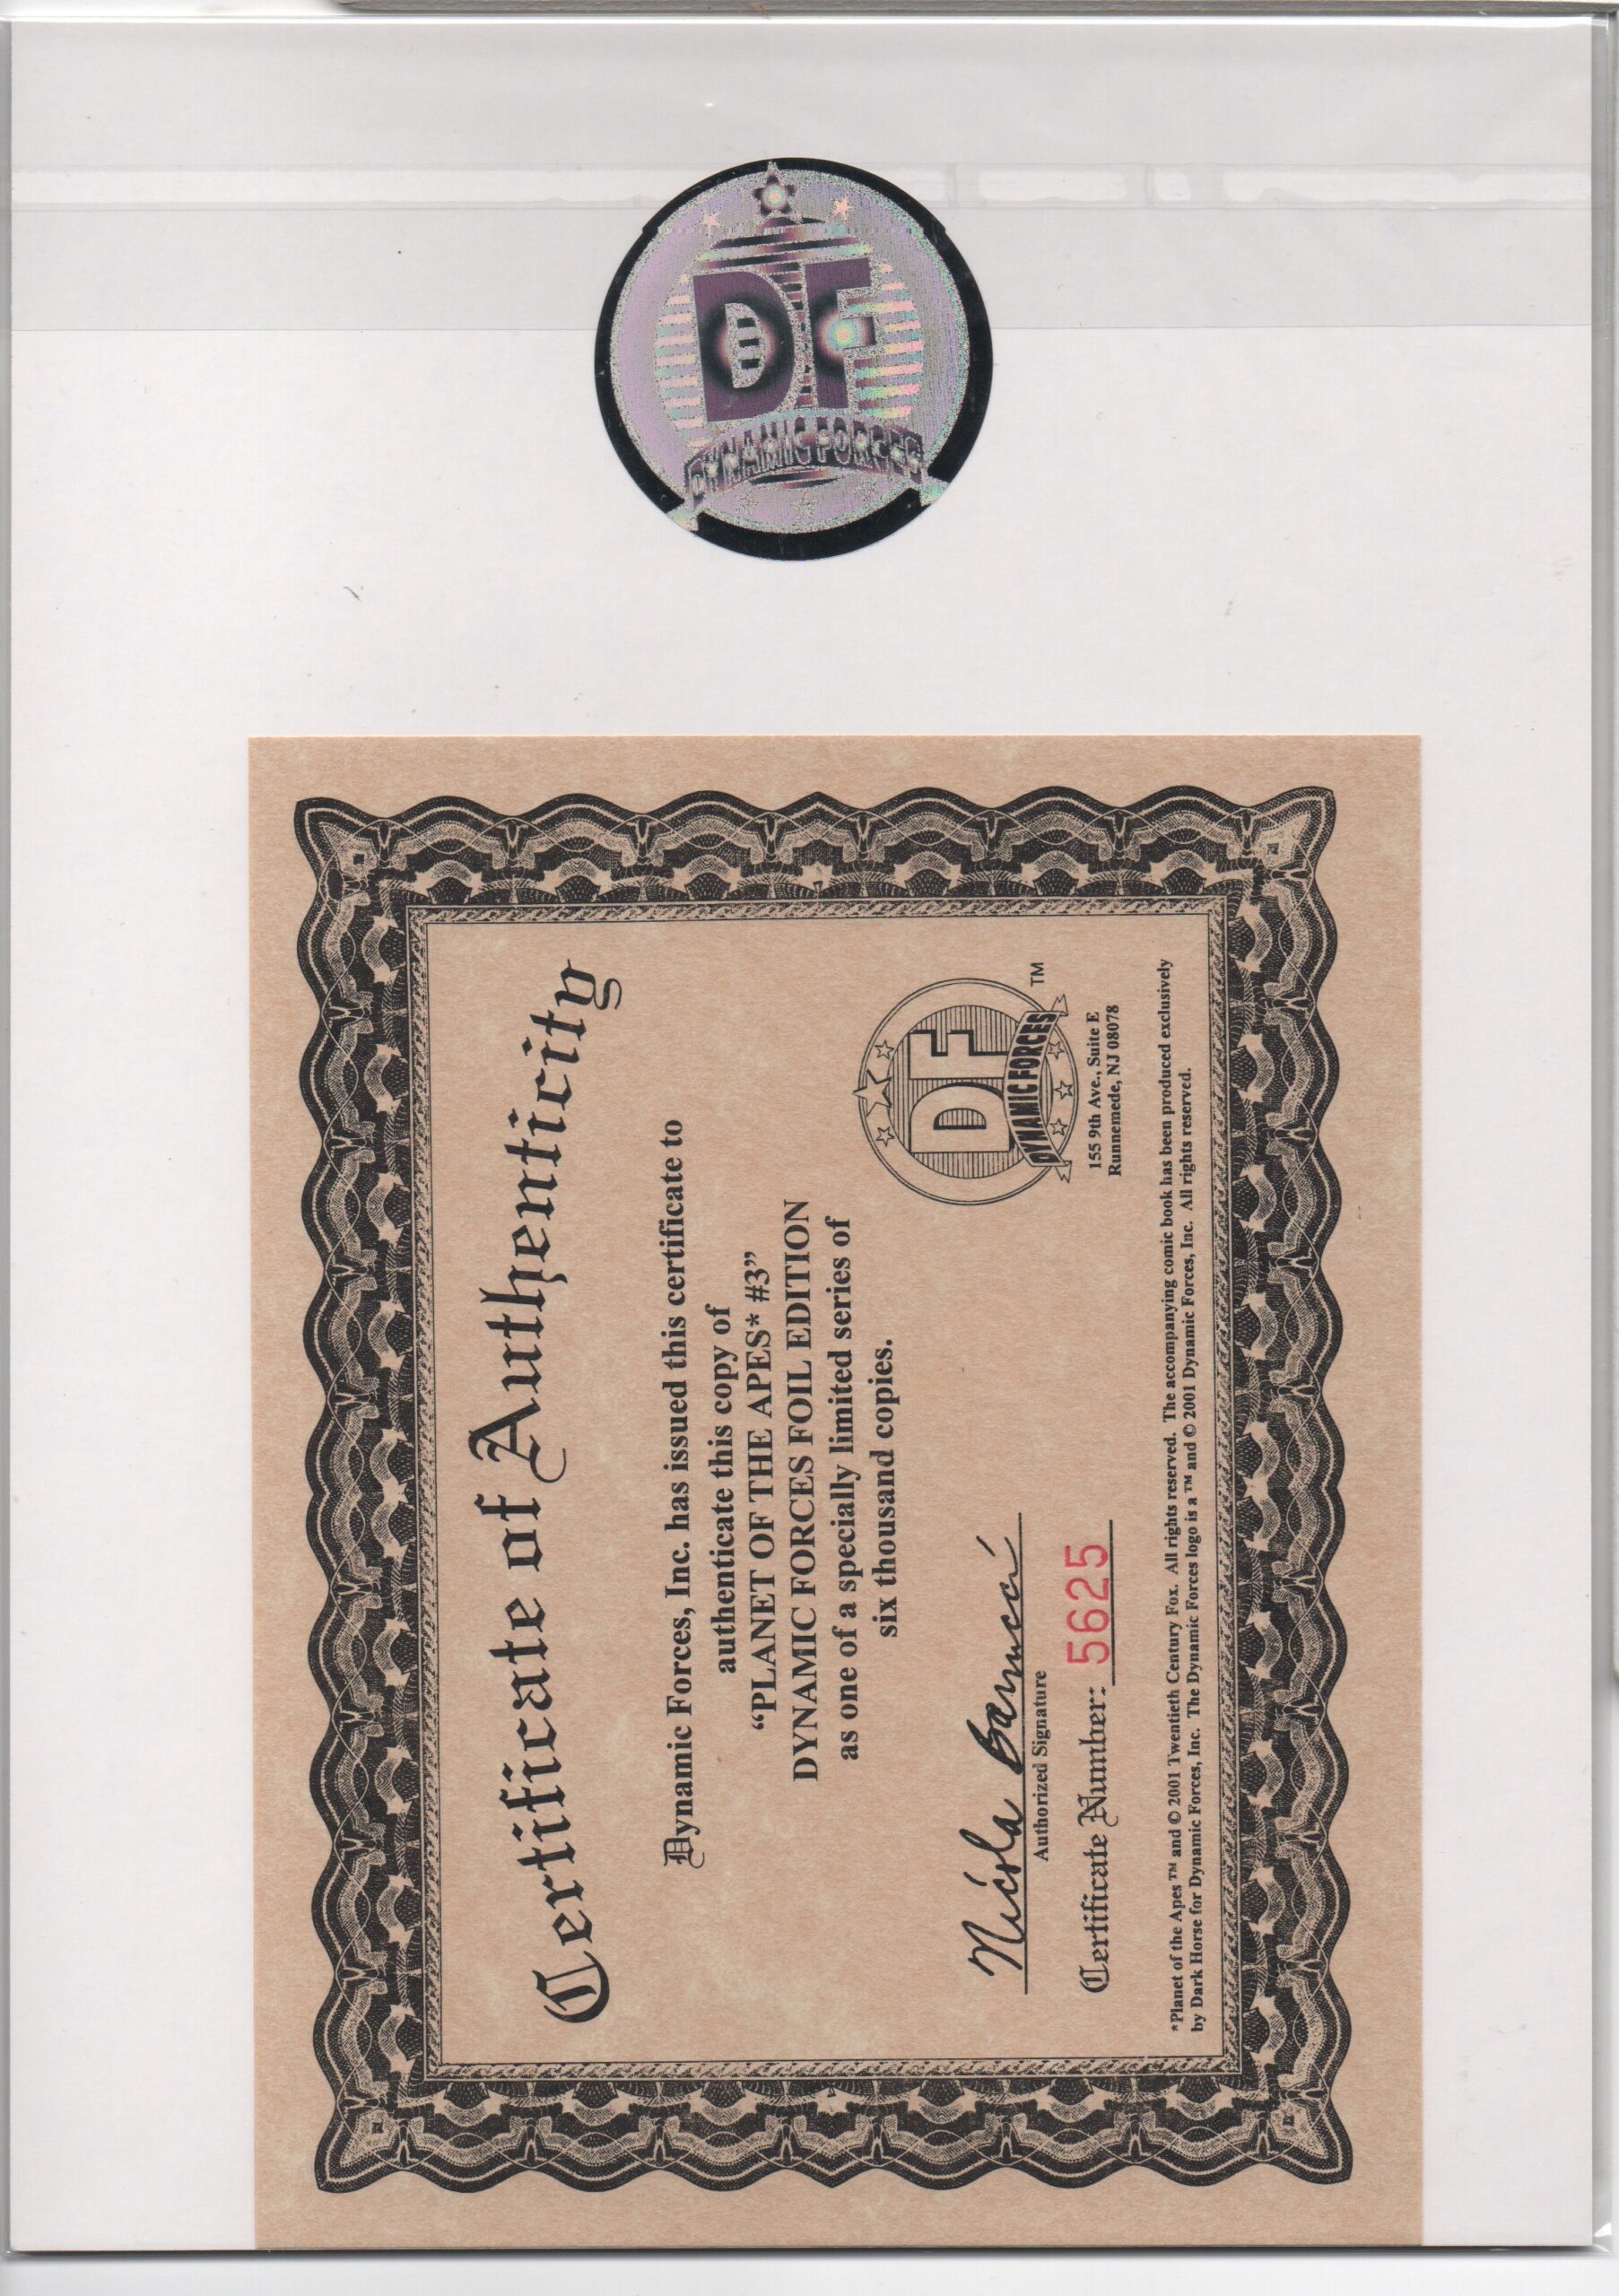 DF
DYNAMIC FORCES
Certificate of Authenticity
Dynamic Forces, Inc. has issued this certificate to
authenticate this copy of
“PLANET OF THE APES* #3”
DYNAMIC FORCES FOIL EDITION
as one of a specially limited series of
six thousand copies.
DF
DYNAMIC FORCES
TM
155 9th Ave., Suite E
Runnemede, NJ 08078
Authorized Signature
Certificate Number: 5625
*Planet of the Apes ™ and © 2001 Twentieth Century Fox. All rights reserved. The accompanying comic book has been produced exclusively
by Dark Horse for Dynamic Forces, Inc. The Dynamic Forces logo is a ™ and © 2001 Dynamic Forces, Inc. All rights reserved.